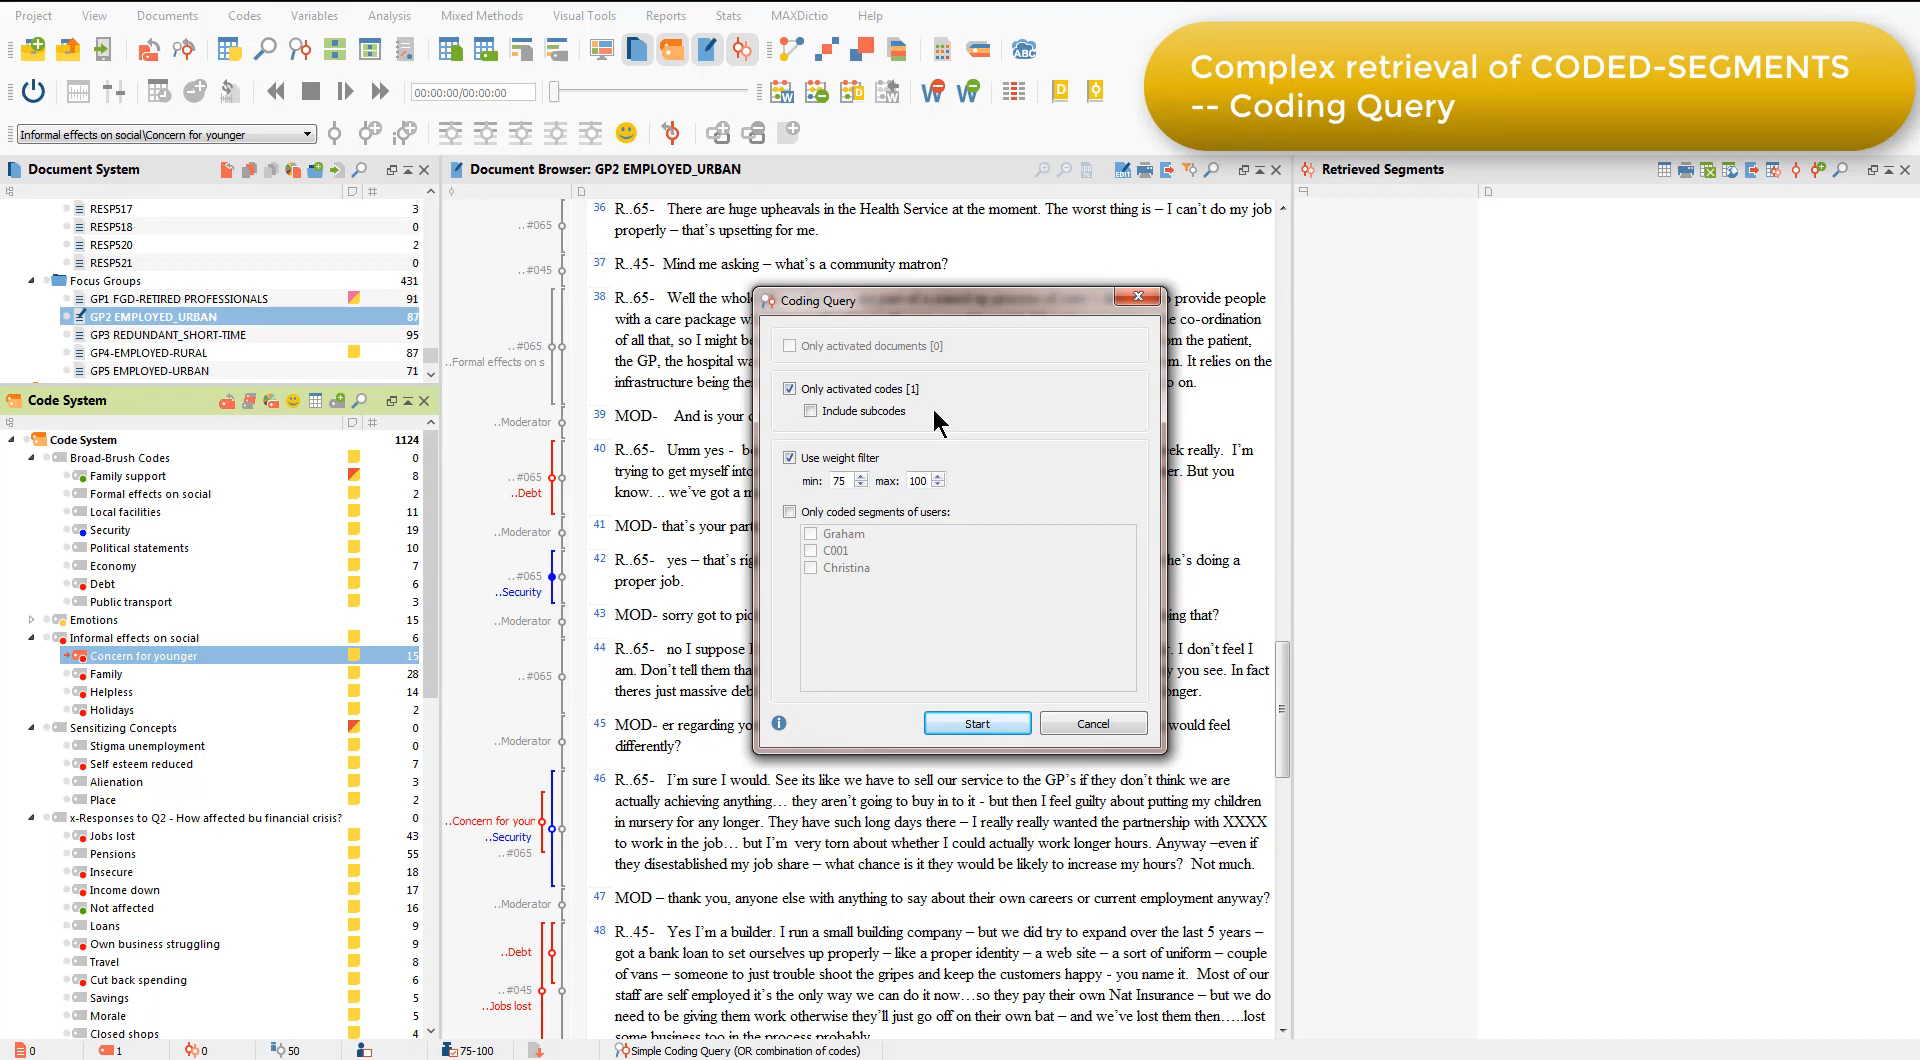 Project View Documents Codes Variables Analysis Mixed Methods Visual Tools Reports Stats MAXDictio Help
Complex retrieval of CODED-SEGMENTS
-- Coding Query
ABC
00:00:00/00:00:00
W W D
Informal effects on social\Concern for younger
Document System
RESP517 3
RESP518 0
RESP520 2
RESP521 0
Focus Groups 431
GP1 FGD-RETIRED PROFESSIONALS 91
GP2 EMPLOYED_URBAN 87
GP3 REDUNDANT_SHORT-TIME 95
GP4-EMPLOYED-RURAL 87
GP5 EMPLOYED-URBAN 71
Code System
Code System 1124
Broad-Brush Codes 0
Family support 8
Formal effects on social 2
Local facilities 11
Security 19
Political statements 10
Economy 7
Debt 6
Public transport 3
Emotions 15
Informal effects on social 6
Concern for younger 15
Family 28
Helpless 14
Holidays 2
Sensitizing Concepts 0
Stigma unemployment 0
Self esteem reduced 7
Alienation 3
Place 2
x-Responses to Q2 - How affected bu financial crisis? 0
Jobs lost 43
Pensions 55
Insecure 18
Income down 17
Not affected 16
Loans 9
Own business struggling 9
Travel 8
Cut back spending 6
Savings 5
Morale 5
Closed shops 4
Document Browser: GP2 EMPLOYED_URBAN
EDIT
..#065
..#045
..#065
..Formal effects on s
..Moderator
..#065
..Debt
..Moderator
..#065
..Security
..Moderator
..#065
..Moderator
..Concern for your
..Security
..#065
..Moderator
..Debt
..#045
..Jobs lost
36 R..65- There are huge upheavals in the Health Service at the moment. The worst thing is – I can't do my job
properly – that's upsetting for me.
37 R..45- Mind me asking – what's a community matron?
38 R..65- Well the whole provide people
with a care package w e co-ordination
of all that, so I might be om the patient,
the GP, the hospital wa m. It relies on the
infrastructure being the o on.
39 MOD- And is your
40 R..65- Umm yes - b ek really. I'm
trying to get myself into er. But you
know. .. we've got a m
41 MOD- that's your par
42 R..65- yes – that's ri he's doing a
proper job.
43 MOD- sorry got to pic ing that?
44 R..65- no I suppose I . I don't feel I
am. Don't tell them tha y you see. In fact
theres just massive deb nger.
45 MOD- er regarding yo would feel
differently?
46 R..65- I'm sure I would. See its like we have to sell our service to the GP's if they don't think we are
actually achieving anything… they aren't going to buy in to it - but then I feel guilty about putting my children
in nursery for any longer. They have such long days there – I really really wanted the partnership with XXXX
to work in the job… but I'm very torn about whether I could actually work longer hours. Anyway –even if
they disestablished my job share – what chance is it they would be likely to increase my hours? Not much.
47 MOD – thank you, anyone else with anything to say about their own careers or current employment anyway?
48 R..45- Yes I'm a builder. I run a small building company – but we did try to expand over the last 5 years –
got a bank loan to set ourselves up properly – like a proper identity – a web site – a sort of uniform – couple
of vans – someone to just trouble shoot the gripes and keep the customers happy - you name it. Most of our
staff are self employed it's the only way we can do it now…so they pay their own Nat Insurance – but we do
need to be giving them work otherwise they'll just go off on their own bat – and we've lost them then…..lost
some business too in the process probably
Coding Query
Only activated documents [0]
Only activated codes [1]
Include subcodes
Use weight filter
min: 75 max: 100
Only coded segments of users:
Graham
C001
Christina
Start Cancel
Retrieved Segments
0 1 0 50 75-100 Simple Coding Query (OR combination of codes)